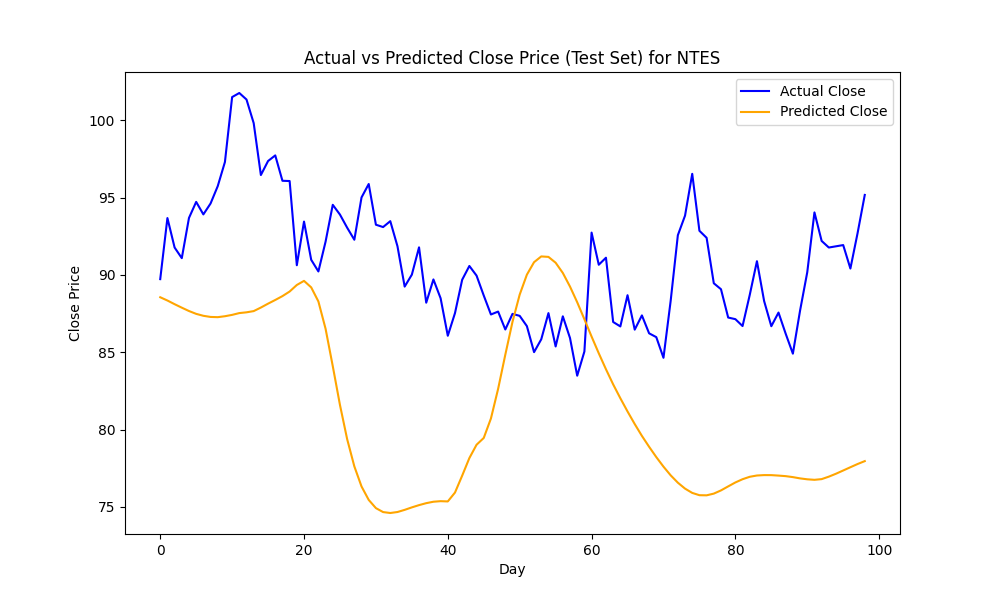 Actual vs Predicted Close Price (Test Set) for NTES
Actual Close
Predicted Close
Close Price
100
95
90
85
80
75
0 20 40 60 80 100
Day